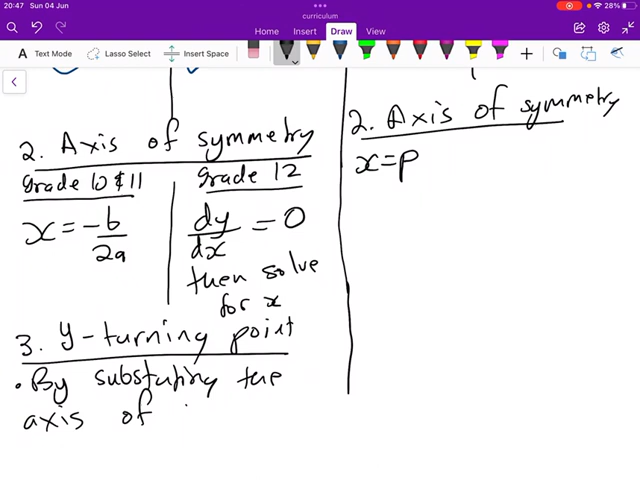 20:47 Sun 04 Jun
28%
curriculum
Home Insert Draw View
Text Mode Lasso Select Insert Space
2. Axis of symmetry
Grade 10 & 11
x = -b/2a
Grade 12
dy/dx = 0
then solve
for x
3. y-turning point
• By substuting the
axis of
2. Axis of symmetry
x=p